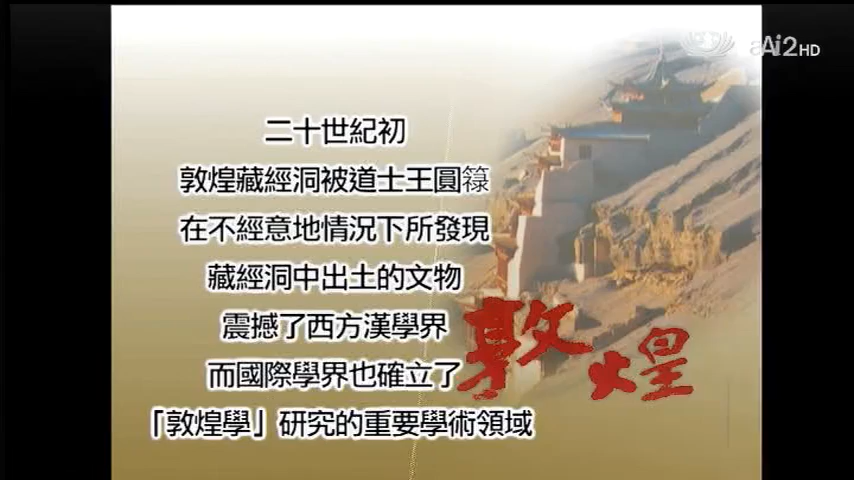 aAi2HD
二十世紀初
敦煌藏經洞被道士王圓籙
在不經意地情況下所發現
藏經洞中出土的文物
震撼了西方漢學界
而國際學界也確立了
「敦煌學」研究的重要學術領域
敦煌